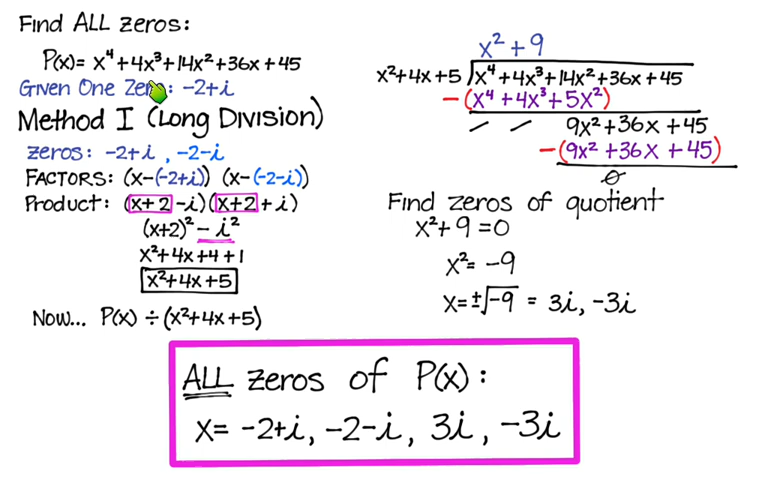 Find ALL zeros:
P(x) = x⁴+4x³+14x²+36x+45
Given One Zero: -2+i
Method I (Long Division)
zeros: -2+i, -2-i
FACTORS: (x-(-2+i)) (x-(-2-i))
Product: (x+2-i)(x+2+i)
(x+2)² - i²
x²+4x+4+1
x²+4x+5
Now... P(x) ÷ (x²+4x+5)
x²+9
x²+4x+5 )x⁴+4x³+14x²+36x+45
-(x⁴+4x³+5x²)
9x²+36x+45
-(9x²+36x+45)
0
Find zeros of quotient
x²+9=0
x²= -9
x=±√-9 = 3i, -3i
ALL zeros of P(x):
x= -2+i, -2-i, 3i, -3i